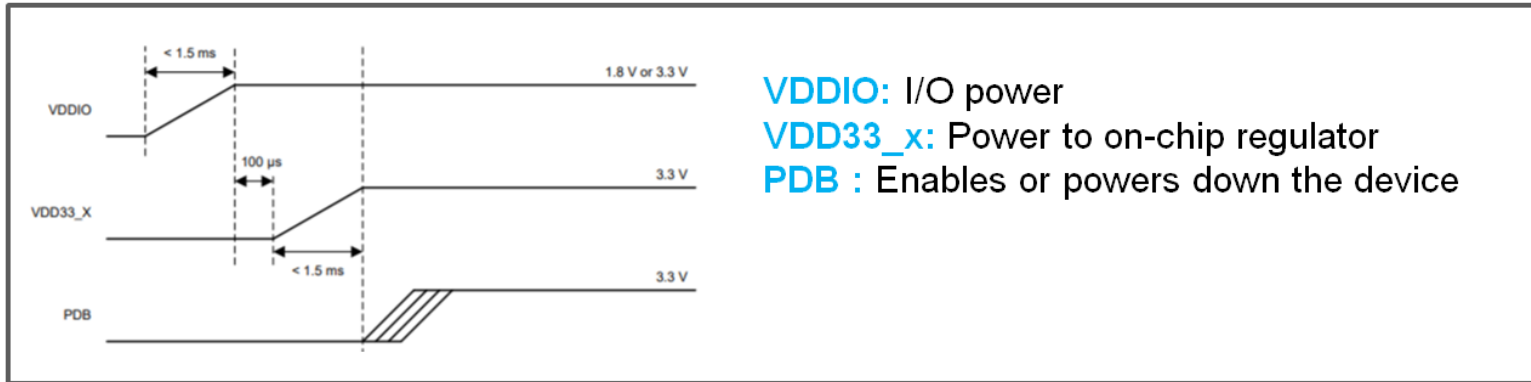 < 1.5 ms
1.8 V or 3.3 V
VDDIO
100 µs
3.3 V
VDD33_X
< 1.5 ms
3.3 V
PDB
VDDIO: I/O power
VDD33_x: Power to on-chip regulator
PDB : Enables or powers down the device